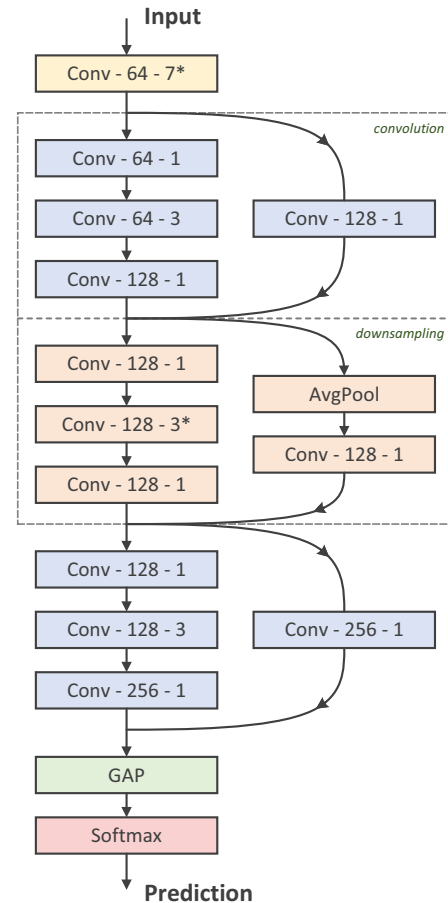 Input
Conv - 64 - 7*
convolution
Conv - 64 - 1
Conv - 64 - 3
Conv - 128 - 1
Conv - 128 - 1
downsampling
Conv - 128 - 1
AvgPool
Conv - 128 - 3*
Conv - 128 - 1
Conv - 128 - 1
Conv - 128 - 1
Conv - 128 - 3
Conv - 256 - 1
Conv - 256 - 1
GAP
Softmax
Prediction